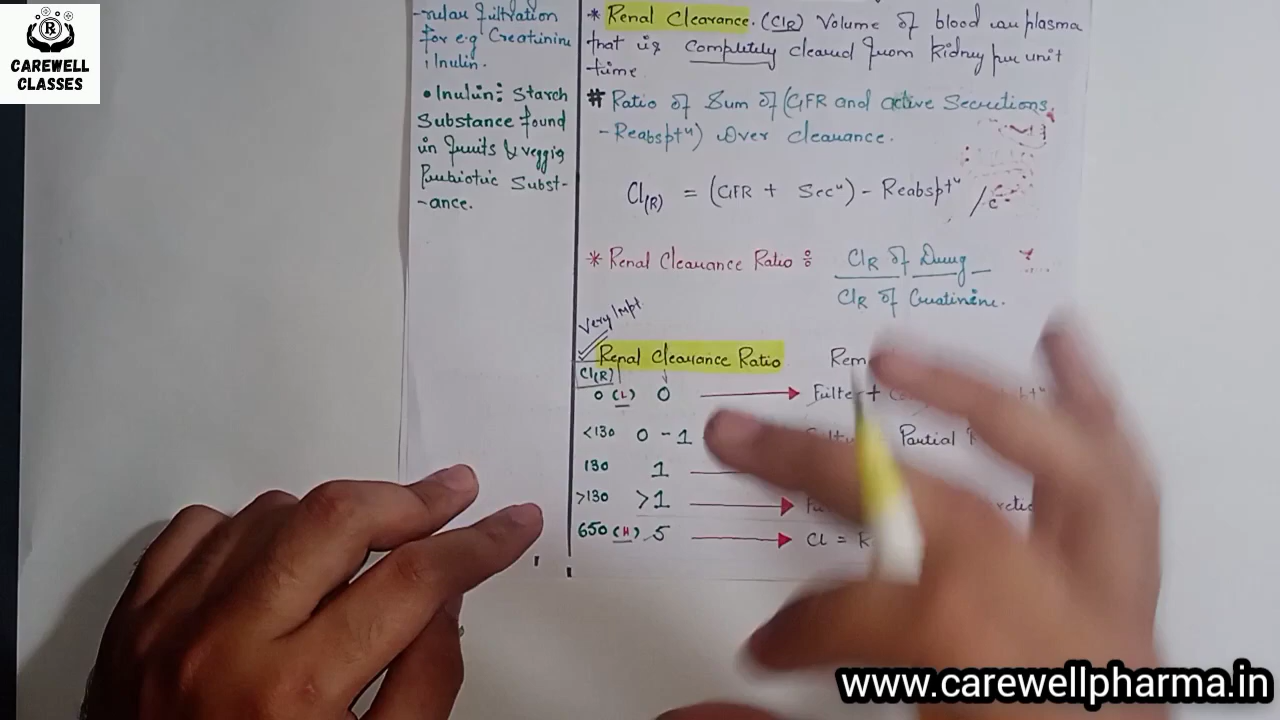 CAREWELL
CLASSES
-nular filtration
for e.g Creatinine
; Inulin.
• Inulin: Starch
Substance found
in fruits & veggis
Prebiotic Subst-
-ance.
* Renal Clearance. (ClR) Volume of blood or plasma
that is Completely cleared from kidney per unit
time.
# Ratio of Sum of (GFR and active Secretions
- Reabsptⁿ) Over clearance.
Cl(R) = (GFR + Secⁿ) - Reabsptⁿ / c
* Renal Clearance Ratio : ClR of Drug
ClR of Creatinine.
Very Impt.
Renal Clearance Ratio Rem
Cl(R)
0 (L) 0 Filter +
<130 0 - 1 Partial
130 1
>130 >1
650 (H) 5 Cl =
www.carewellpharma.in